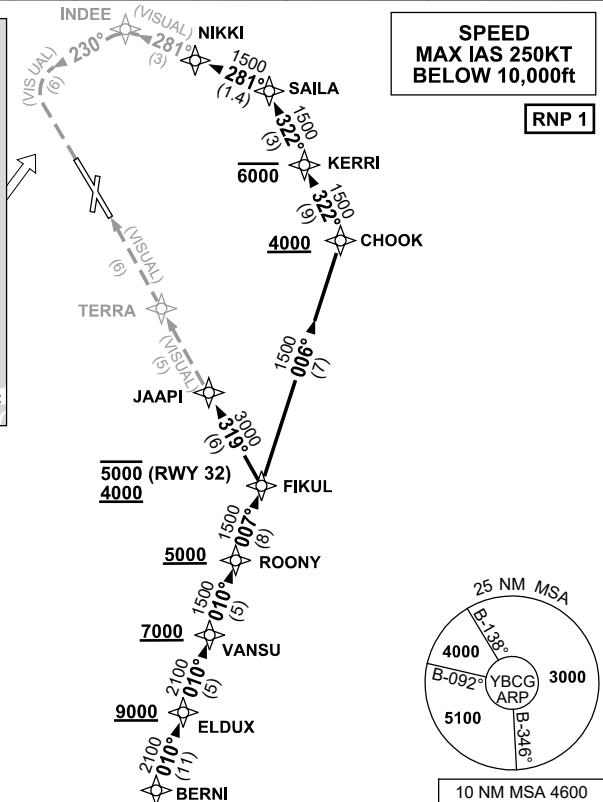 INDEE
(VISUAL)
281°
(3)
NIKKI
230°
(VIS UAL)
(6)
1500
281°
(1.4)
SAILA
SPEED
MAX IAS 250KT
BELOW 10,000ft
RNP 1
1500
322°
(3)
KERRI
6000
1500
322°
(9)
4000
CHOOK
(VISUAL)
(6)
TERRA
(VISUAL)
(5)
1500
006°
(7)
JAAPI
3000
319°
(6)
5000 (RWY 32)
4000
FIKUL
1500
007°
(8)
5000
ROONY
1500
010°
(5)
7000
VANSU
2100
010°
(5)
9000
ELDUX
2100
010°
(11)
BERNI
25 NM MSA
B-138°
4000
3000
B-092°
YBCG
ARP
5100
B-346°
10 NM MSA 4600